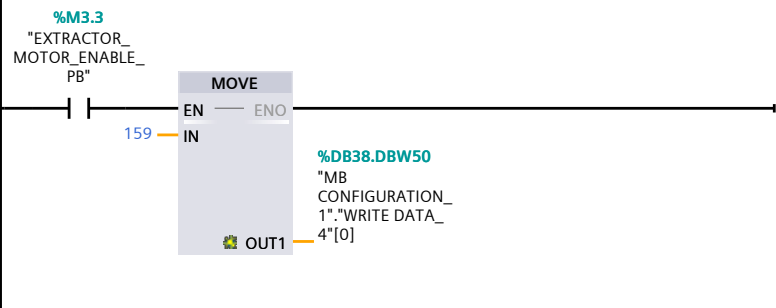 %M3.3
"EXTRACTOR_
MOTOR_ENABLE_
PB"
MOVE
EN
ENO
159
IN
%DB38.DBW50
"MB
CONFIGURATION_
1"."WRITE DATA_
4"[0]
OUT1